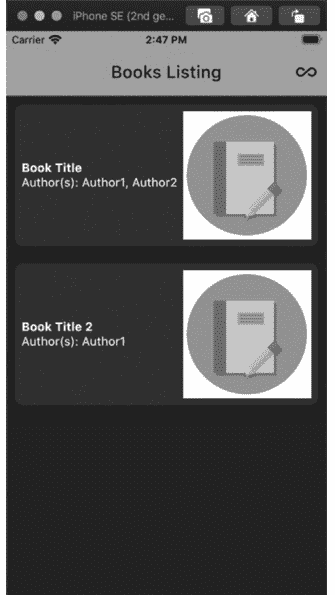 iPhone SE (2nd ge...
Carrier 2:47 PM
Books Listing
Book Title
Author(s): Author1, Author2
Book Title 2
Author(s): Author1